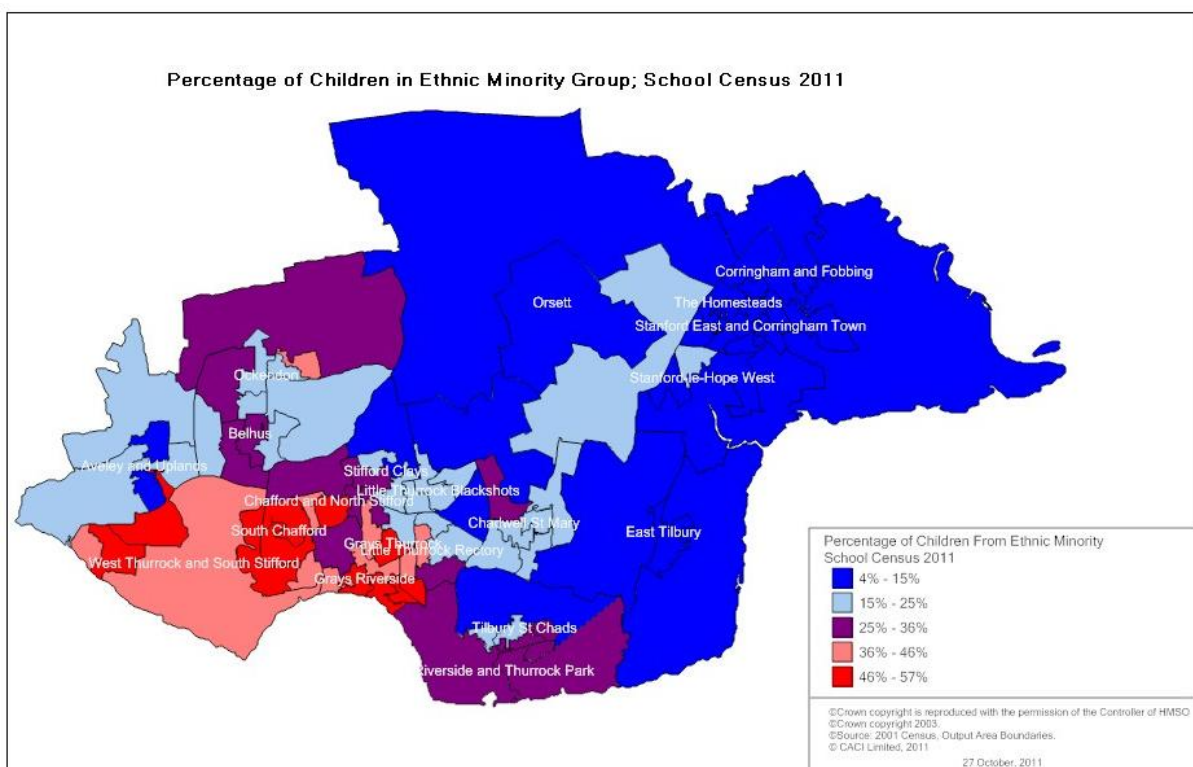 Percentage of Children in Ethnic Minority Group; School Census 2011
Corringham and Fobbing
Orsett
The Homesteads
Stanford East and Corringham Town
Ockendon
Stanford-le-Hope West
Belhus
Aveley and Uplands
Stifford Clays
Little Thurrock Blackshots
Chafford and North Stifford
Chadwell St Mary
South Chafford
East Tilbury
Grays Thurrock
Little Thurrock Rectory
West Thurrock and South Stifford
Grays Riverside
Tilbury St Chads
Riverside and Thurrock Park
Percentage of Children From Ethnic Minority
School Census 2011
4% - 15%
15% - 25%
25% - 36%
36% - 46%
46% - 57%
©Crown copyright is reproduced with the permission of the Controller of HMSO
©Crown copyright 2003.
©Source: 2001 Census, Output Area Boundaries.
© CACI Limited, 2011
27 October, 2011